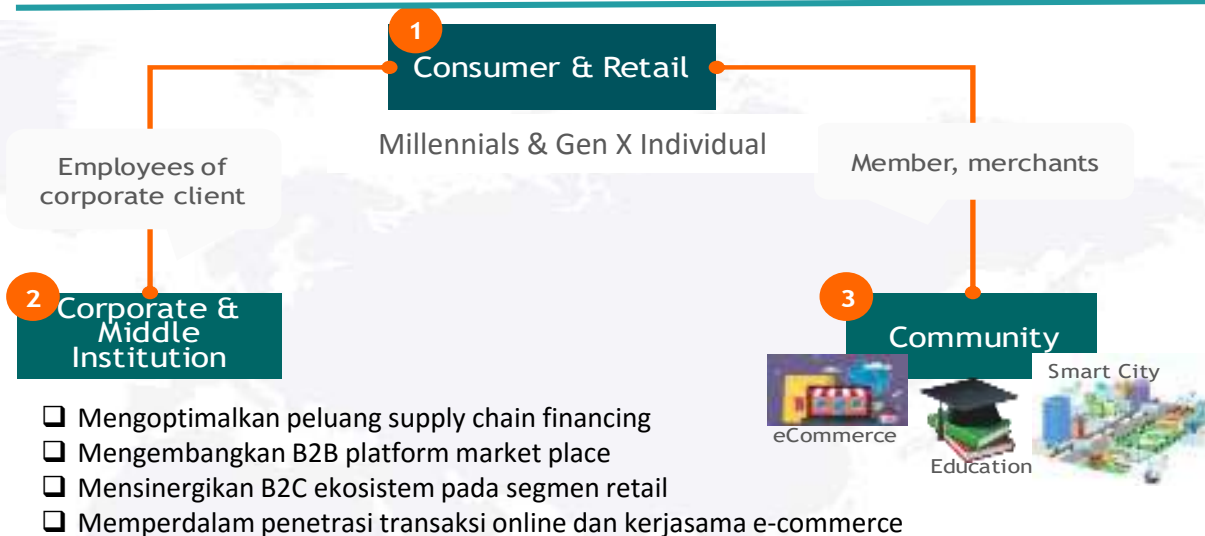 1
Consumer & Retail
Millennials & Gen X Individual
Employees of
corporate client
Member, merchants
2
Corporate &
Middle
Institution
3
Community
eCommerce
Education
Smart City
❑ Mengoptimalkan peluang supply chain financing
❑ Mengembangkan B2B platform market place
❑ Mensinergikan B2C ekosistem pada segmen retail
❑ Memperdalam penetrasi transaksi online dan kerjasama e-commerce